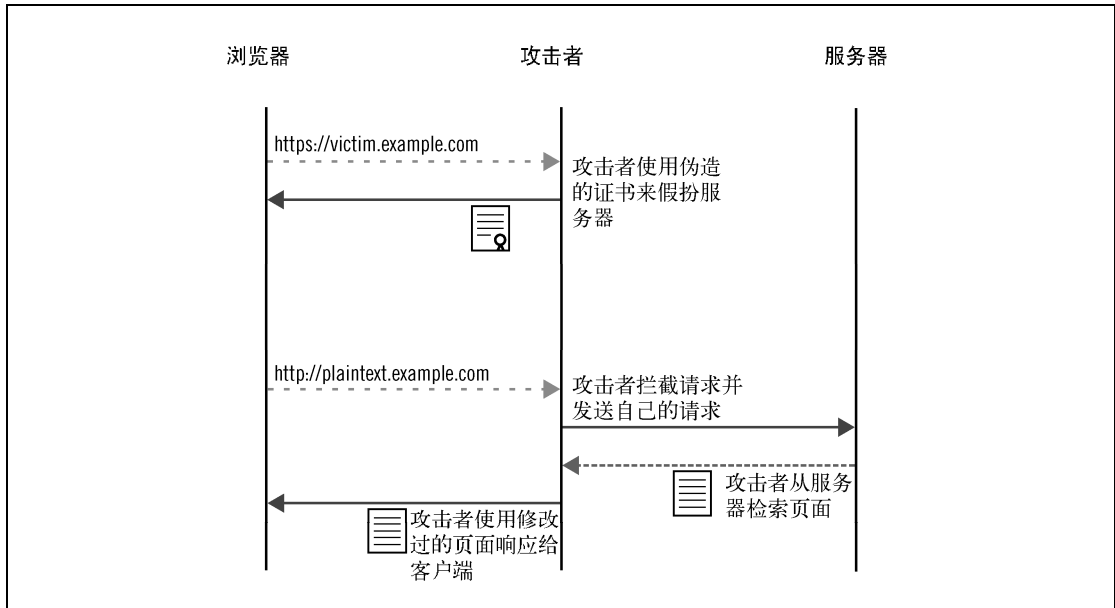 浏览器
攻击者
服务器
https://victim.example.com
攻击者使用伪造
的证书来假扮服
务器
http://plaintext.example.com
攻击者拦截请求并
发送自己的请求
攻击者从服务
器检索页面
攻击者使用修改
过的页面响应给
客户端